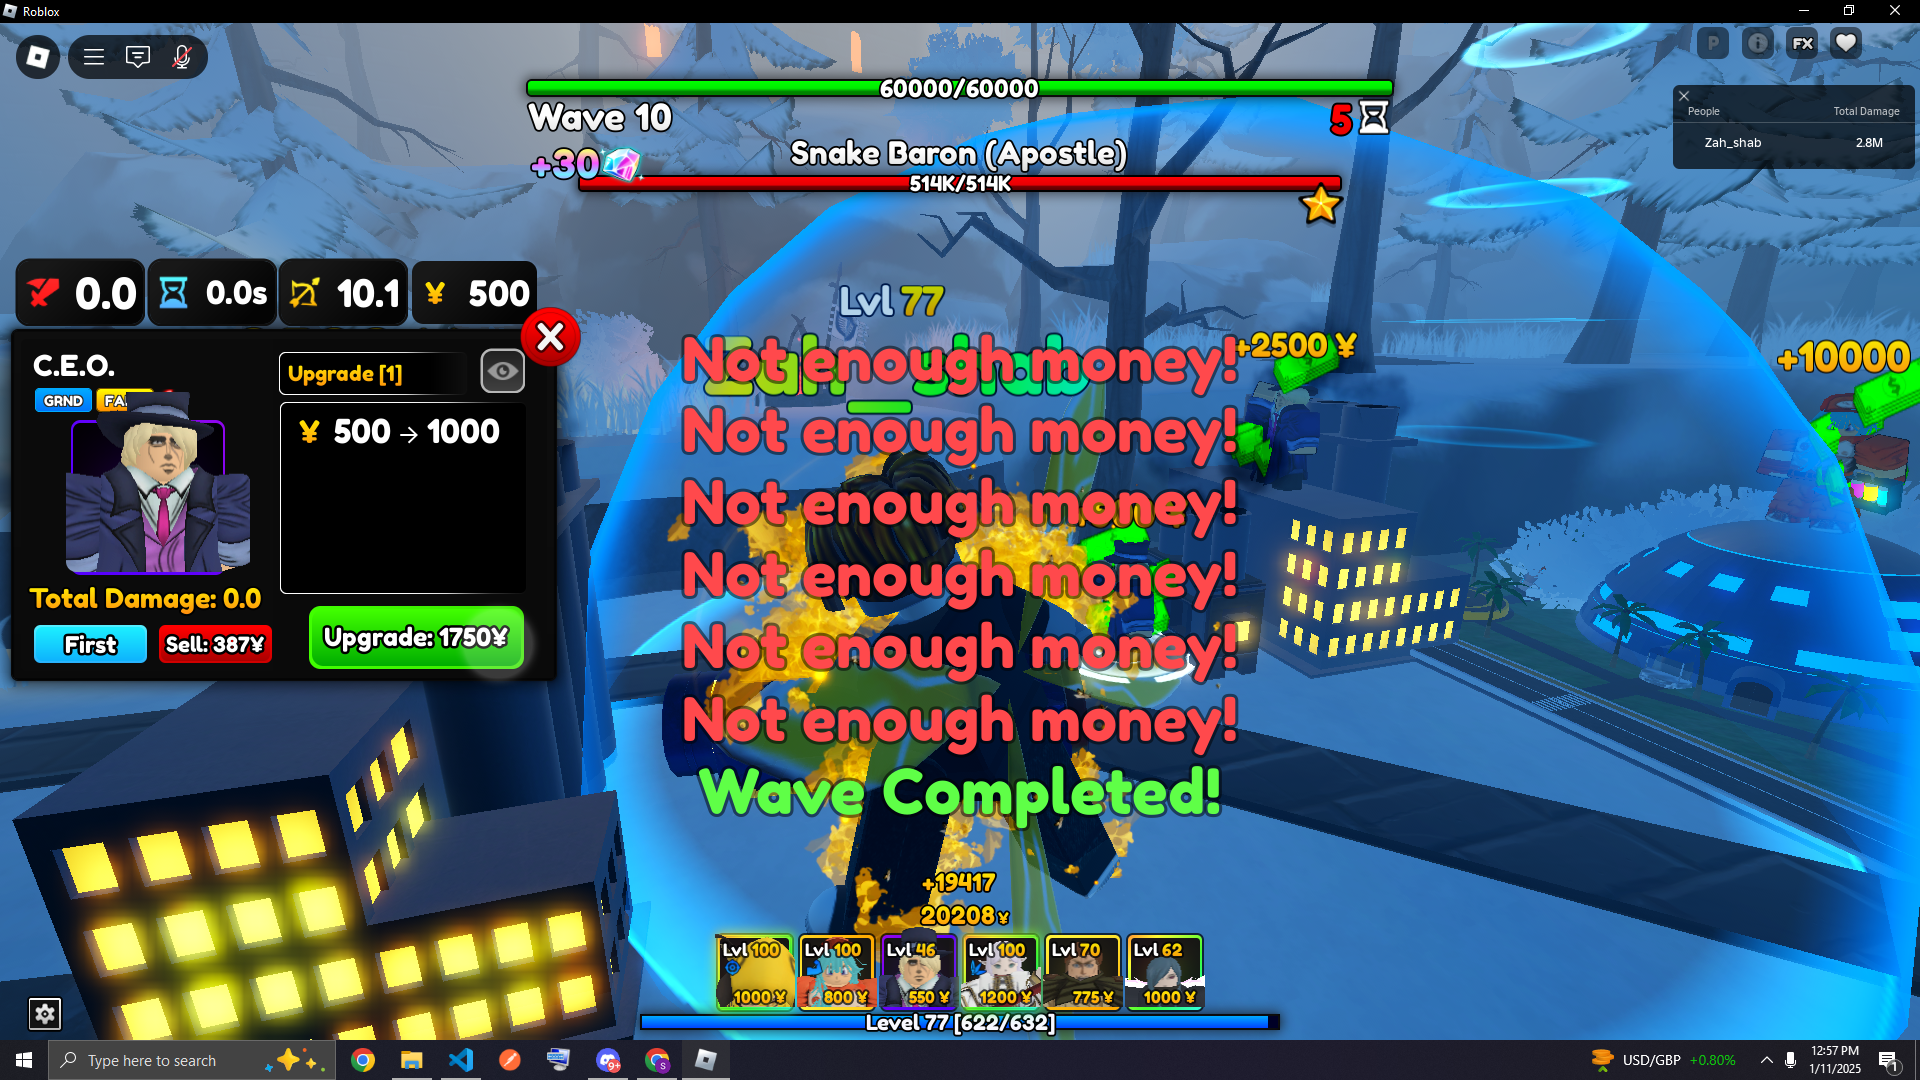 Roblox
60000/60000
Wave 10
5
+30
Snake Baron (Apostle)
514K/514K
P
FX
People
Total Damage
Zah_shab
2.8M
0.0
0.0s
10.1
¥ 500
C.E.O.
GRND
FA
Upgrade [1]
¥ 500 → 1000
Total Damage: 0.0
First
Sell: 387¥
Upgrade: 1750¥
Lvl 77
Zah_shab
+2500 ¥
+10000
Not enough money!
Not enough money!
Not enough money!
Not enough money!
Not enough money!
Not enough money!
Wave Completed!
+19417
20208¥
Lvl 100
1000 ¥
Lvl 100
800 ¥
Lvl 46
550 ¥
Lvl 100
1200 ¥
Lvl 70
775 ¥
Lvl 62
1000 ¥
Level 77 [622/632]
Type here to search
9+
S
USD/GBP +0.80%
12:57 PM
1/11/2025
1